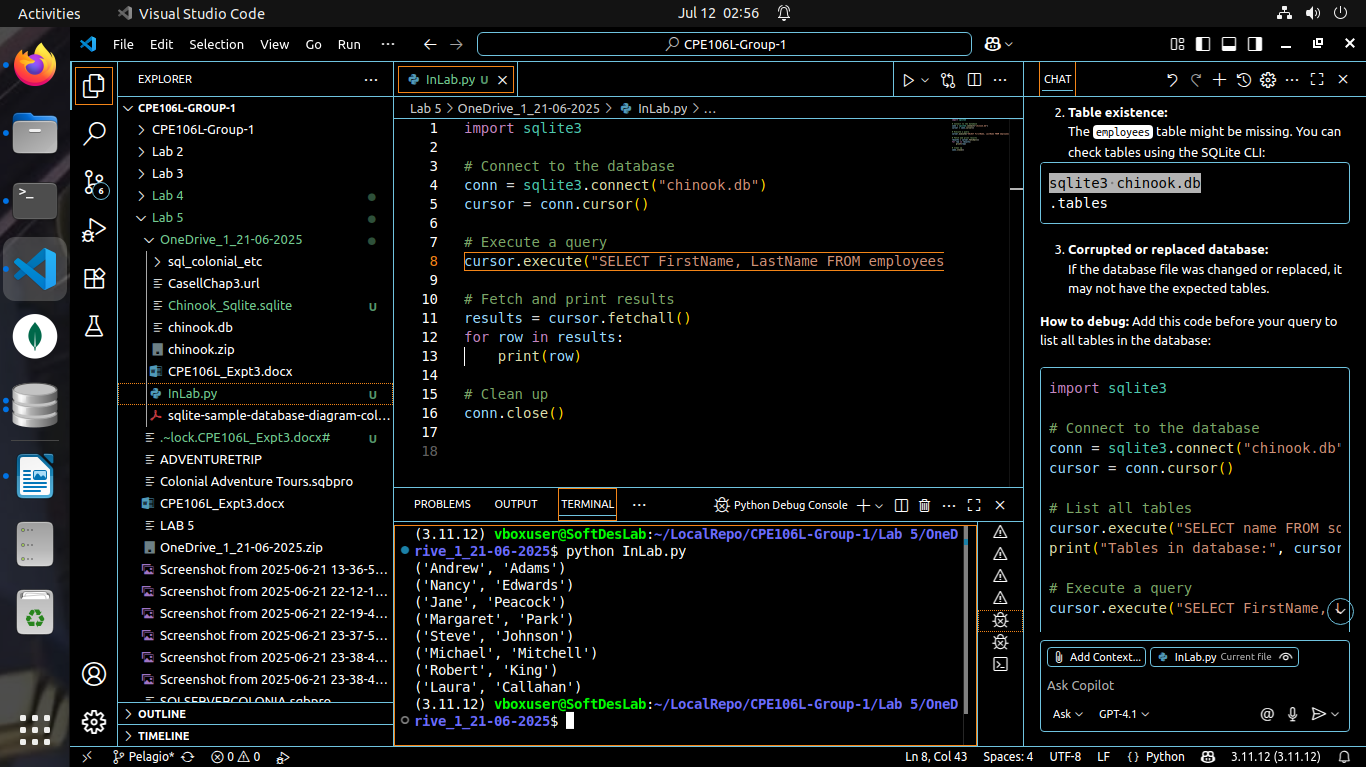 Activities
Visual Studio Code
Jul 12 02:56
File Edit Selection View Go Run ···
CPE106L-Group-1
EXPLORER
CPE106L-GROUP-1
CPE106L-Group-1
Lab 2
Lab 3
Lab 4
Lab 5
OneDrive_1_21-06-2025
sql_colonial_etc
CasellChap3.url
Chinook_Sqlite.sqlite U
chinook.db
chinook.zip
CPE106L_Expt3.docx
InLab.py U
sqlite-sample-database-diagram-col...
.~lock.CPE106L_Expt3.docx# U
ADVENTURETRIP
Colonial Adventure Tours.sqbpro
CPE106L_Expt3.docx
LAB 5
OneDrive_1_21-06-2025.zip
Screenshot from 2025-06-21 13-36-5...
Screenshot from 2025-06-21 22-12-1...
Screenshot from 2025-06-21 22-19-4...
Screenshot from 2025-06-21 23-37-5...
Screenshot from 2025-06-21 23-38-4...
Screenshot from 2025-06-21 23-38-4...
SQLSERVERCOLONIA.sqbpro
OUTLINE
TIMELINE
6
InLab.py U
Lab 5 > OneDrive_1_21-06-2025 > InLab.py > ...
1 import sqlite3
2
3 # Connect to the database
4 conn = sqlite3.connect("chinook.db")
5 cursor = conn.cursor()
6
7 # Execute a query
8 cursor.execute("SELECT FirstName, LastName FROM employees
9
10 # Fetch and print results
11 results = cursor.fetchall()
12 for row in results:
13     print(row)
14
15 # Clean up
16 conn.close()
17
18
PROBLEMS OUTPUT TERMINAL ···
Python Debug Console
(3.11.12) vboxuser@SoftDesLab:~/LocalRepo/CPE106L-Group-1/Lab 5/OneD
rive_1_21-06-2025$ python InLab.py
('Andrew', 'Adams')
('Nancy', 'Edwards')
('Jane', 'Peacock')
('Margaret', 'Park')
('Steve', 'Johnson')
('Michael', 'Mitchell')
('Robert', 'King')
('Laura', 'Callahan')
(3.11.12) vboxuser@SoftDesLab:~/LocalRepo/CPE106L-Group-1/Lab 5/OneD
rive_1_21-06-2025$
CHAT
2. Table existence:
The employees table might be missing. You can
check tables using the SQLite CLI:
sqlite3 chinook.db
.tables
3. Corrupted or replaced database:
If the database file was changed or replaced, it
may not have the expected tables.
How to debug: Add this code before your query to
list all tables in the database:
import sqlite3
# Connect to the database
conn = sqlite3.connect("chinook.db"
cursor = conn.cursor()
# List all tables
cursor.execute("SELECT name FROM sq
print("Tables in database:", cursor
# Execute a query
cursor.execute("SELECT FirstName,
Add Context...
InLab.py Current file
Ask Copilot
Ask
GPT-4.1
Pelagio*
0 0
Ln 8, Col 43
Spaces: 4
UTF-8
LF
Python
3.11.12 (3.11.12)